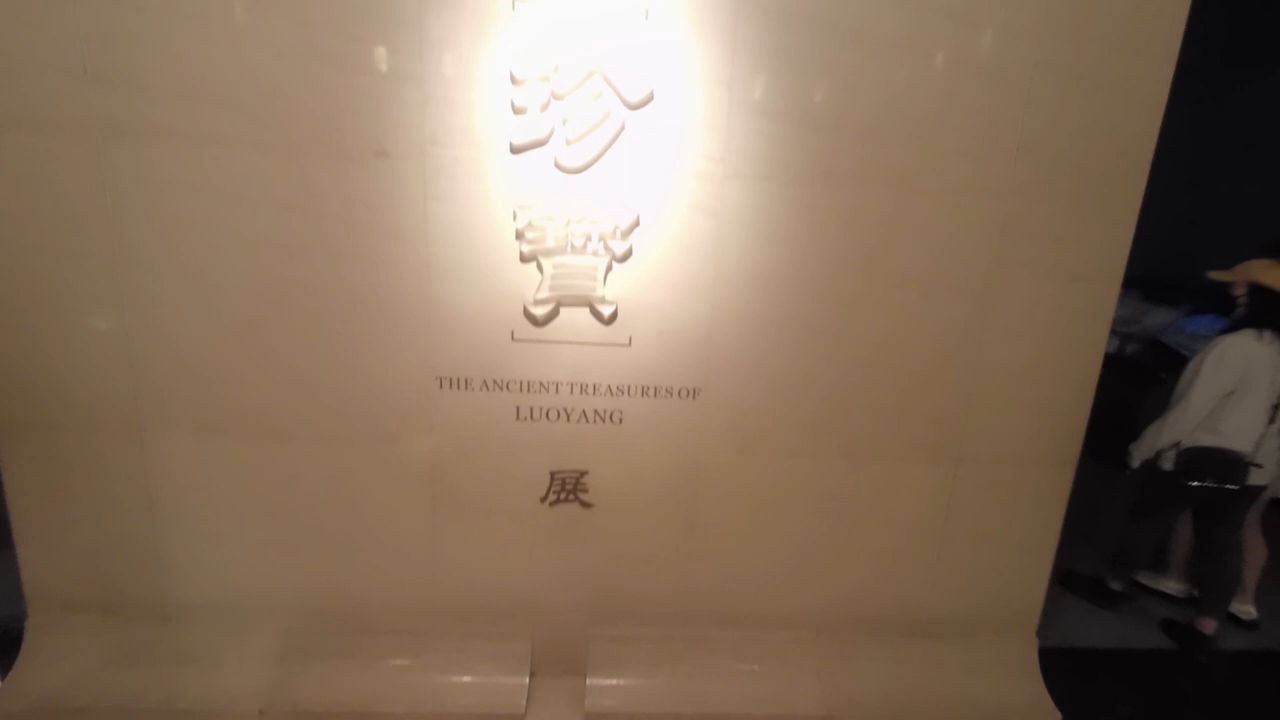 珍
寶
THE ANCIENT TREASURES OF
LUOYANG
展